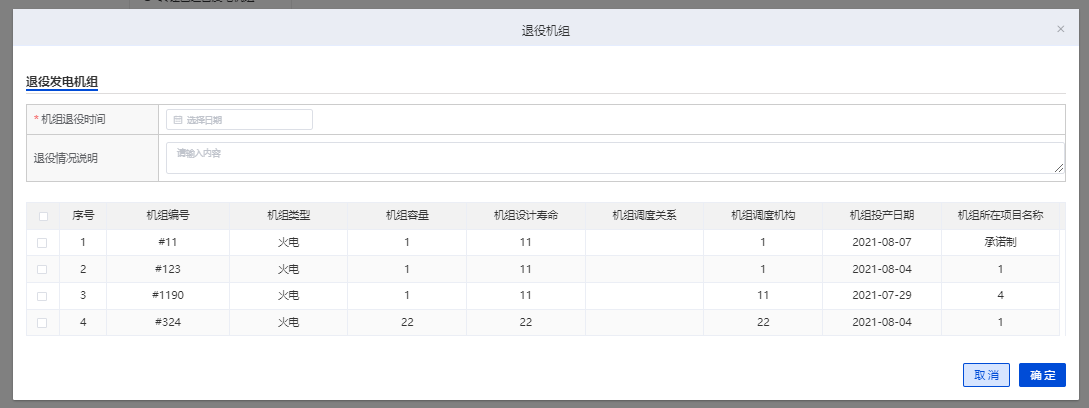 退役机组
退役发电机组
* 机组退役时间 选择日期
退役情况说明 请输入内容
序号 机组编号 机组类型 机组容量 机组设计寿命 机组调度关系 机组调度机构 机组投产日期 机组所在项目名称
1 #11 火电 1 11 1 2021-08-07 承诺制
2 #123 火电 1 11 1 2021-08-04 1
3 #1190 火电 1 11 11 2021-07-29 4
4 #324 火电 22 22 22 2021-08-04 1
取消 确定